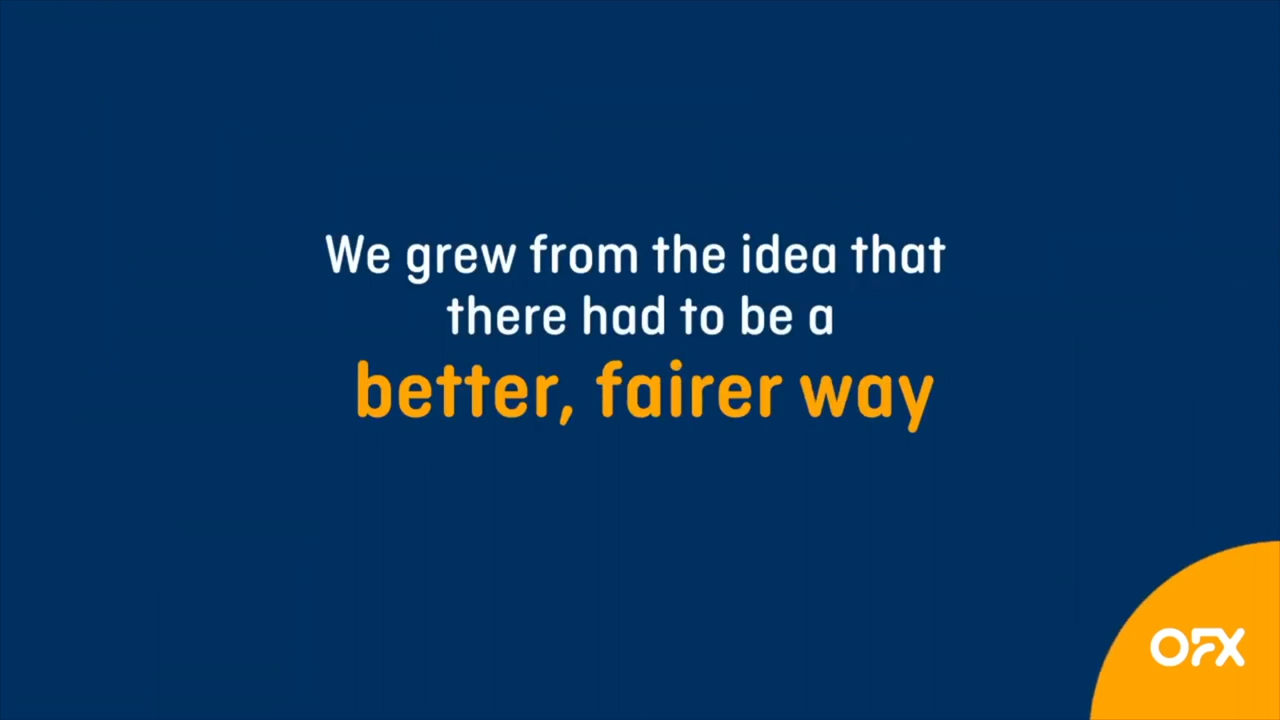 We grew from the idea that
there had to be a
better, fairer way
OFX